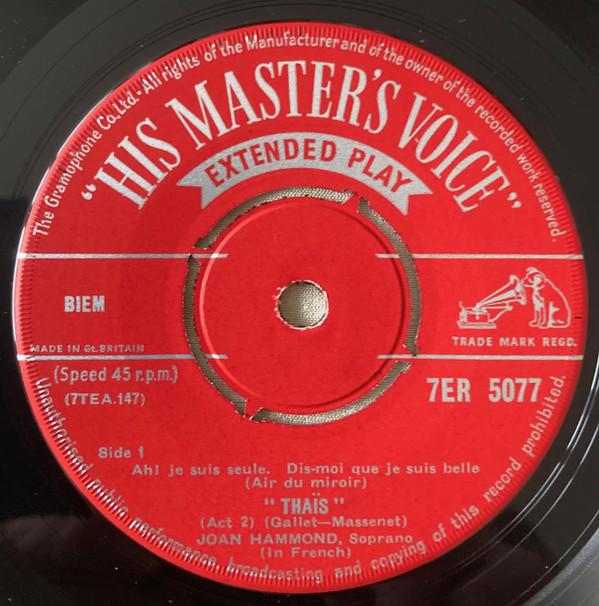 The Gramophone Co. Ltd.-All rights of the Manufacturer and of the owner of the recorded work reserved.
"HIS MASTER'S VOICE"
EXTENDED PLAY
BIEM
TRADE MARK REGD.
MADE IN GT. BRITAIN
(Speed 45 r.p.m.)
(7TEA.147)
7ER 5077
Side 1
Ah! je suis seule. Dis-moi que je suis belle
(Air du miroir)
"THAÏS"
(Act 2) (Gallet—Massenet)
JOAN HAMMOND, Soprano
(In French)
Unauthorised public performance broadcasting and copying of this record prohibited.